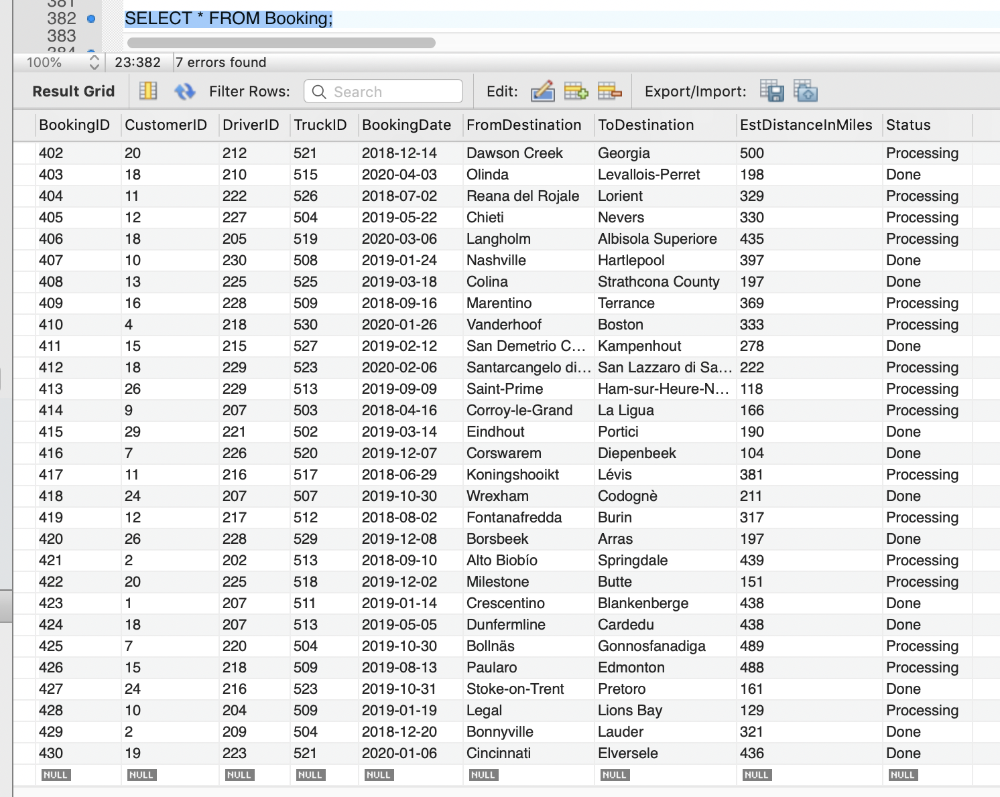 381
382 SELECT * FROM Booking;
383
384
100% 23:382 7 errors found
Result Grid Filter Rows: Search Edit: Export/Import:
BookingID CustomerID DriverID TruckID BookingDate FromDestination ToDestination EstDistanceInMiles Status
402 20 212 521 2018-12-14 Dawson Creek Georgia 500 Processing
403 18 210 515 2020-04-03 Olinda Levallois-Perret 198 Done
404 11 222 526 2018-07-02 Reana del Rojale Lorient 329 Processing
405 12 227 504 2019-05-22 Chieti Nevers 330 Processing
406 18 205 519 2020-03-06 Langholm Albisola Superiore 435 Processing
407 10 230 508 2019-01-24 Nashville Hartlepool 397 Done
408 13 225 525 2019-03-18 Colina Strathcona County 197 Done
409 16 228 509 2018-09-16 Marentino Terrance 369 Processing
410 4 218 530 2020-01-26 Vanderhoof Boston 333 Processing
411 15 215 527 2019-02-12 San Demetrio C... Kampenhout 278 Done
412 18 229 523 2020-02-06 Santarcangelo di... San Lazzaro di Sa... 222 Processing
413 26 229 513 2019-09-09 Saint-Prime Ham-sur-Heure-N... 118 Processing
414 9 207 503 2018-04-16 Corroy-le-Grand La Ligua 166 Processing
415 29 221 502 2019-03-14 Eindhout Portici 190 Done
416 7 226 520 2019-12-07 Corswarem Diepenbeek 104 Done
417 11 216 517 2018-06-29 Koningshooikt Lévis 381 Processing
418 24 207 507 2019-10-30 Wrexham Codognè 211 Done
419 12 217 512 2018-08-02 Fontanafredda Burin 317 Processing
420 26 228 529 2019-12-08 Borsbeek Arras 197 Done
421 2 202 513 2018-09-10 Alto Biobío Springdale 439 Processing
422 20 225 518 2019-12-02 Milestone Butte 151 Processing
423 1 207 511 2019-01-14 Crescentino Blankenberge 438 Done
424 18 207 513 2019-05-05 Dunfermline Cardedu 438 Done
425 7 220 504 2019-10-30 Bollnäs Gonnosfanadiga 489 Processing
426 15 218 509 2019-08-13 Paularo Edmonton 488 Processing
427 24 216 523 2019-10-31 Stoke-on-Trent Pretoro 161 Done
428 10 204 509 2019-01-19 Legal Lions Bay 129 Processing
429 2 209 504 2018-12-20 Bonnyville Lauder 321 Done
430 19 223 521 2020-01-06 Cincinnati Elversele 436 Done
NULL NULL NULL NULL NULL NULL NULL NULL NULL